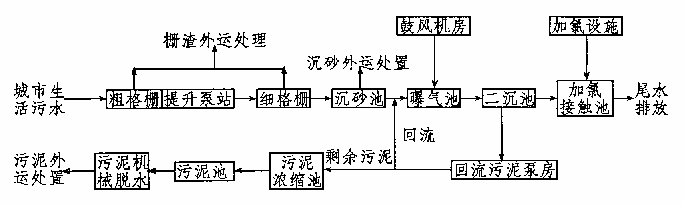 栅渣外运处理
鼓风机房
加氯设施
沉砂外运处置
城市生
活污水
粗格栅
提升泵站
细格栅
沉砂池
曝气池
二沉池
加氯
接触池
尾水
排放
回流
污泥外
运处置
污泥机
械脱水
污泥池
污泥
浓缩池
剩余污泥
回流污泥泵房